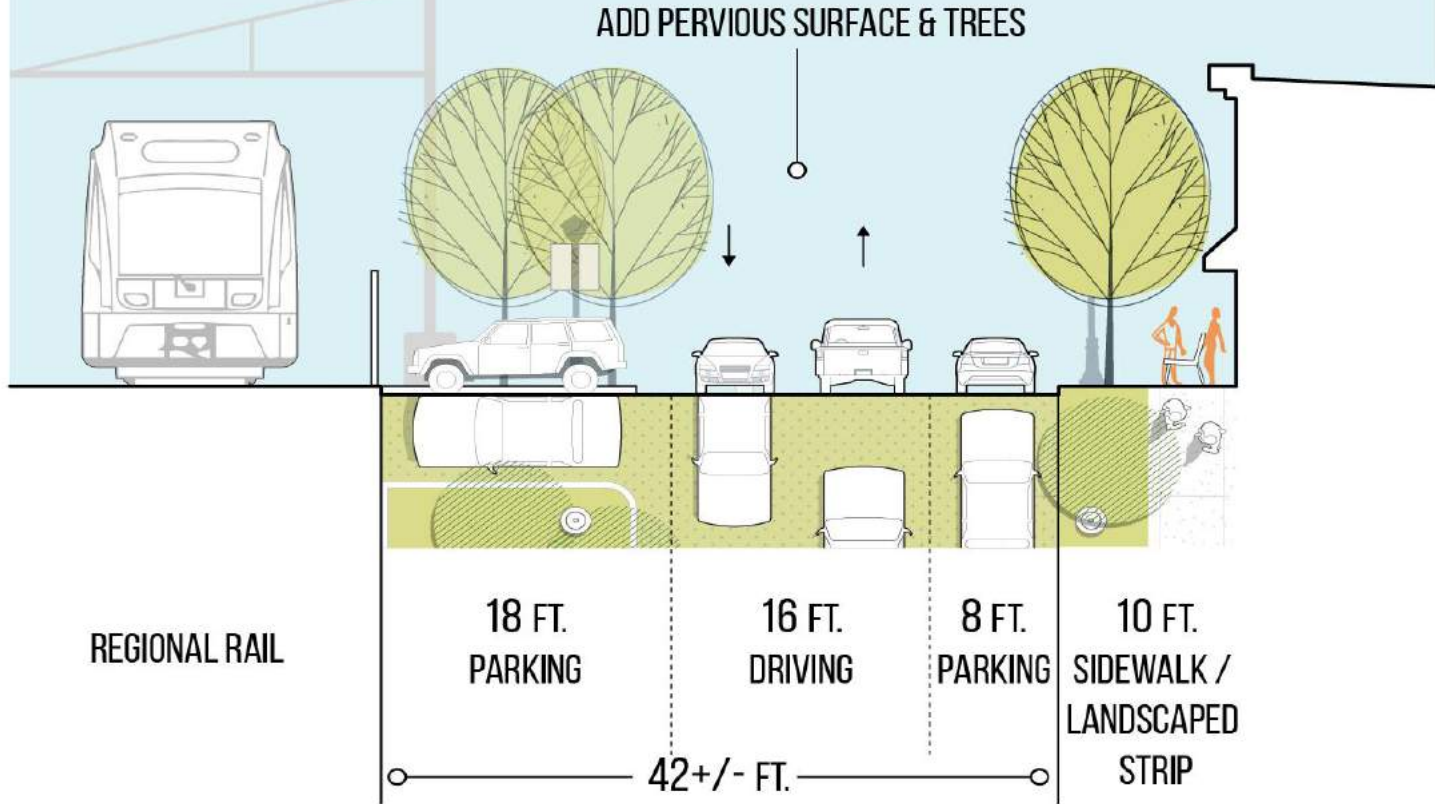 ADD PERVIOUS SURFACE & TREES
REGIONAL RAIL
18 FT.
PARKING
16 FT.
DRIVING
8 FT.
PARKING
10 FT.
SIDEWALK /
LANDSCAPED
STRIP
42+/- FT.